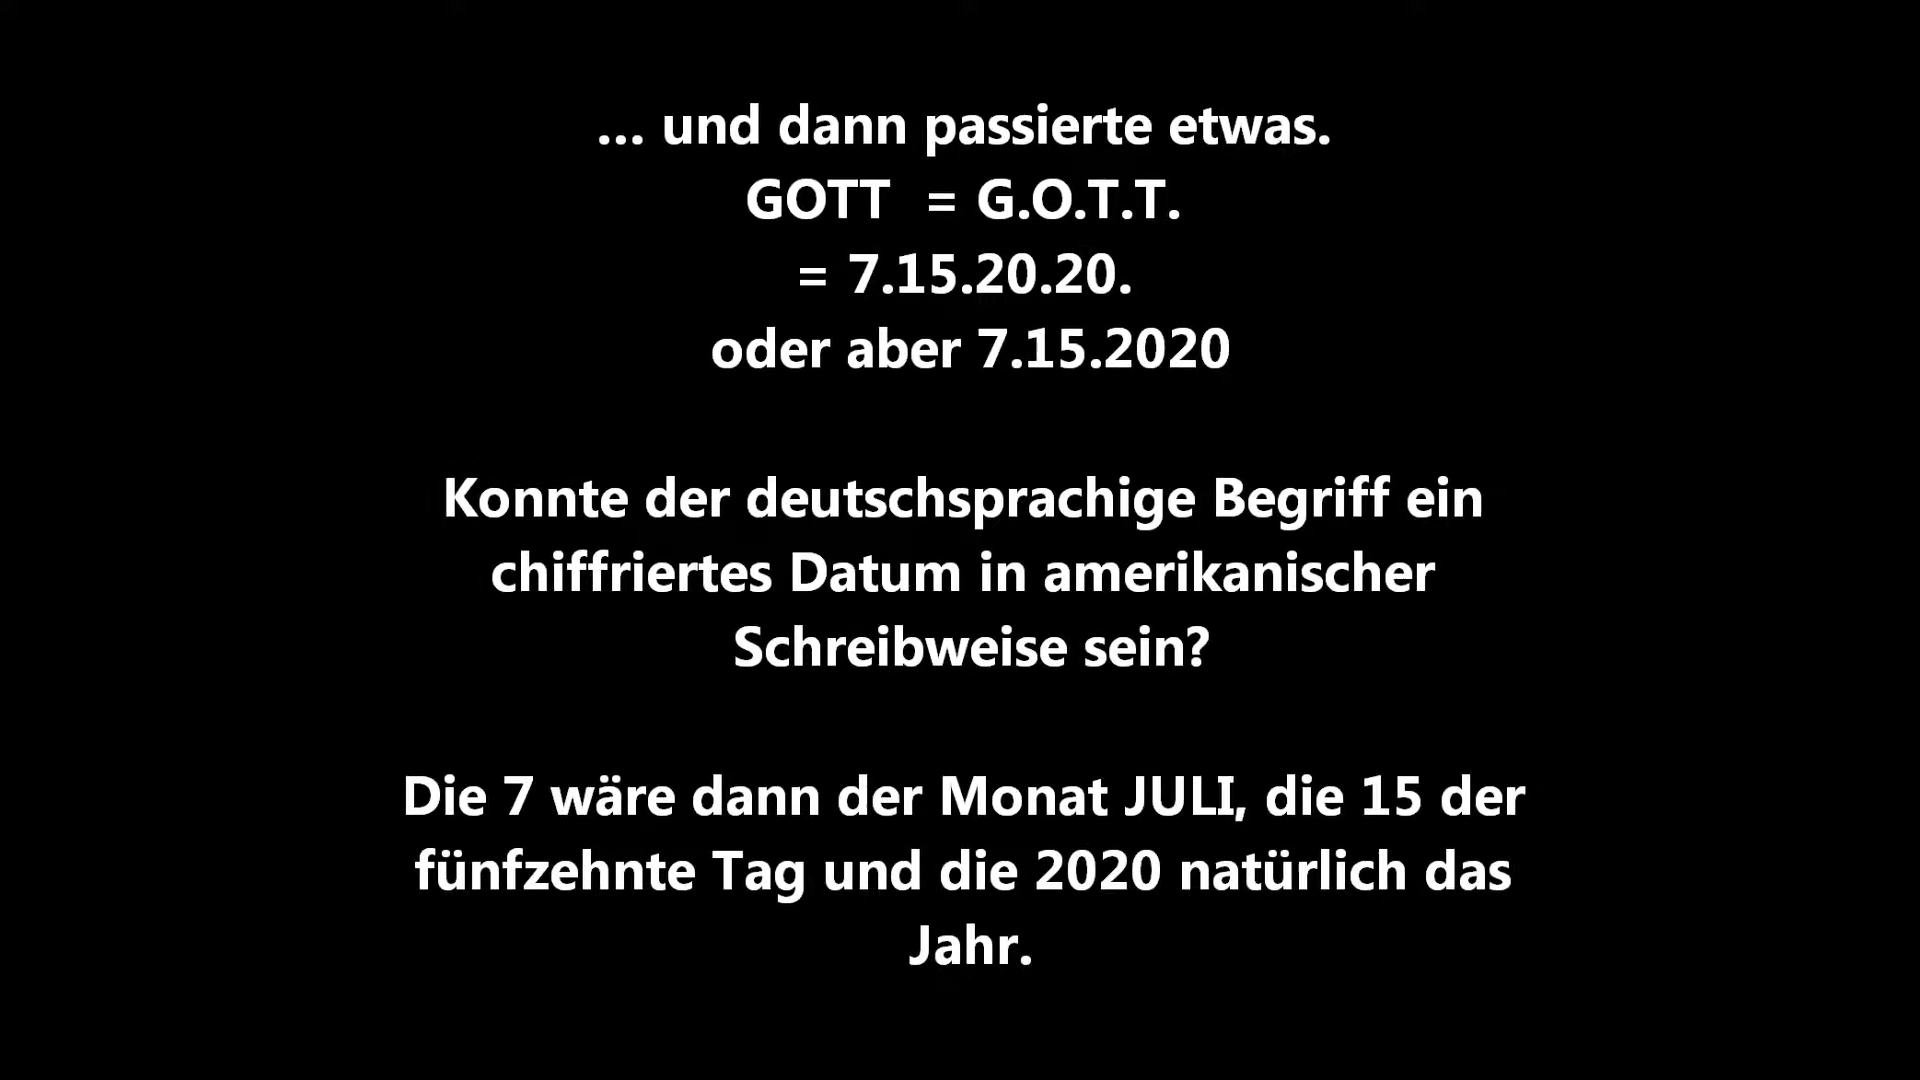 ... und dann passierte etwas.
GOTT = G.O.T.T.
= 7.15.20.20.
oder aber 7.15.2020
Konnte der deutschsprachige Begriff ein
chiffriertes Datum in amerikanischer
Schreibweise sein?
Die 7 wäre dann der Monat JULI, die 15 der
fünfzehnte Tag und die 2020 natürlich das
Jahr.